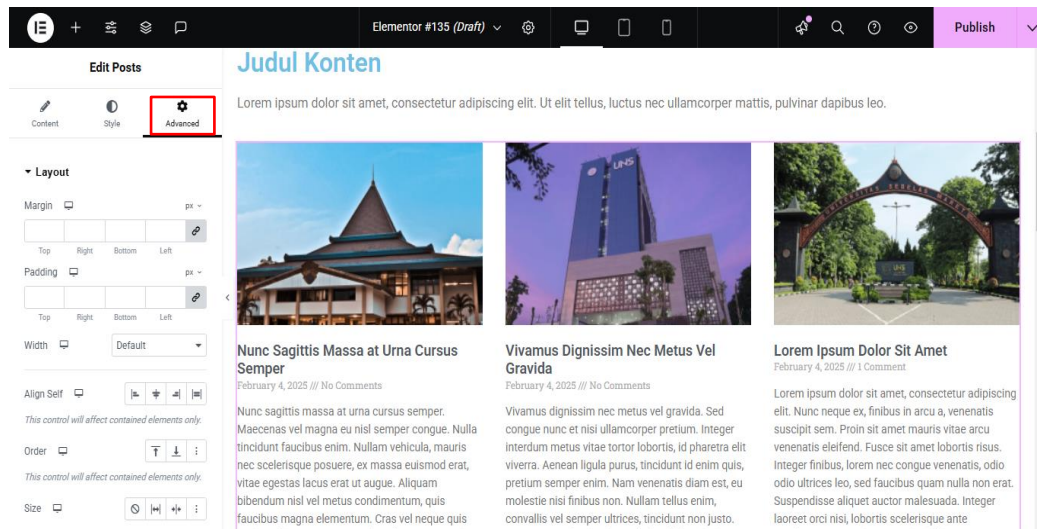 Elementor #135 (Draft)
Publish
Edit Posts
Content
Style
Advanced
Layout
Margin
px
Top Right Bottom Left
Padding
px
Top Right Bottom Left
Width
Default
Align Self
This control will affect contained elements only.
Order
This control will affect contained elements only.
Size
Judul Konten
Lorem ipsum dolor sit amet, consectetur adipiscing elit. Ut elit tellus, luctus nec ullamcorper mattis, pulvinar dapibus leo.
Nunc Sagittis Massa at Urna Cursus
Semper
February 4, 2025 /// No Comments
Nunc sagittis massa at urna cursus semper.
Maecenas vel magna eu nisl semper congue. Nulla
tincidunt faucibus enim. Nullam vehicula, mauris
nec scelerisque posuere, ex massa euismod erat,
vitae egestas lacus erat ut augue. Aliquam
bibendum nisl vel metus condimentum, quis
faucibus magna elementum. Cras vel neque quis
UNS
Vivamus Dignissim Nec Metus Vel
Gravida
February 4, 2025 /// No Comments
Vivamus dignissim nec metus vel gravida. Sed
congue nunc et nisi ullamcorper pretium. Integer
interdum metus vitae tortor lobortis, id pharetra elit
viverra. Aenean ligula purus, tincidunt id enim quis,
pretium semper enim. Nam venenatis diam est, eu
molestie nisi finibus non. Nullam tellus enim,
convallis vel semper ultrices, tincidunt non justo.
UNIVERSITAS SEBELAS MARET
UNS
Lorem Ipsum Dolor Sit Amet
February 4, 2025 /// 1 Comment
Lorem ipsum dolor sit amet, consectetur adipiscing
elit. Nunc neque ex, finibus in arcu a, venenatis
suscipit sem. Proin sit amet mauris vitae arcu
venenatis eleifend. Fusce sit amet lobortis risus.
Integer finibus, lorem nec congue venenatis, odio
odio ultrices leo, sed faucibus quam nulla non erat.
Suspendisse aliquet auctor malesuada. Integer
laoreet orci nisi, lobortis scelerisque ante